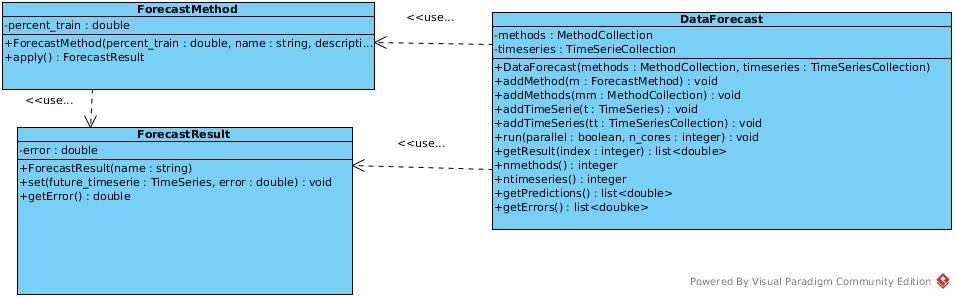 ForecastMethod
-percent_train : double
+ForecastMethod(percent_train : double, name : string, descripti...
+apply() : ForecastResult
<<use...
<<use...
ForecastResult
-error : double
+ForecastResult(name : string)
+set(future_timeserie : TimeSeries, error : double) : void
+getError() : double
<<use...
DataForecast
-methods : MethodCollection
-timeseries : TimeSerieCollection
+DataForecast(methods : MethodCollection, timeseries : TimeSeriesCollection)
+addMethod(m : ForecastMethod) : void
+addMethods(mm : MethodCollection) : void
+addTimeSerie(t : TimeSeries) : void
+addTimeSeries(tt : TimeSeriesCollection) : void
+run(parallel : boolean, n_cores : integer) : void
+getResult(index : integer) : list<double>
+nmethods() : integer
+ntimeseries() : integer
+getPredictions() : list<double>
+getErrors() : list<doubke>
Powered By Visual Paradigm Community Edition